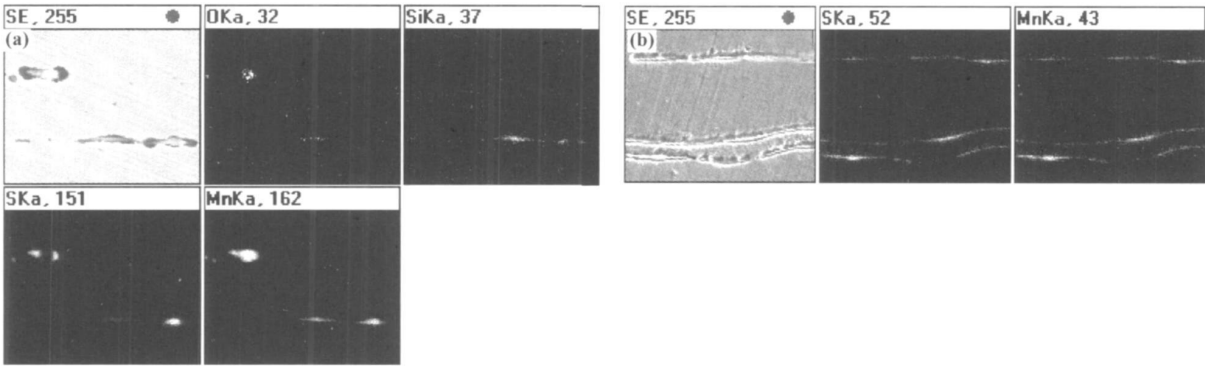 SE, 255
OKa, 32
SiKa, 37
(a)
SKa, 151
MnKa, 162
SE, 255
SKa, 52
MnKa, 43
(b)